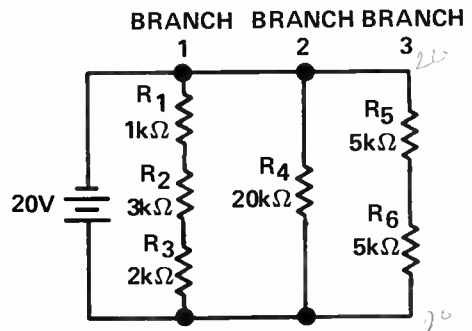 BRANCH BRANCH BRANCH
1 2 3
R1
1kΩ
R2
3kΩ
R3
2kΩ
20V
R4
20kΩ
R5
5kΩ
R6
5kΩ